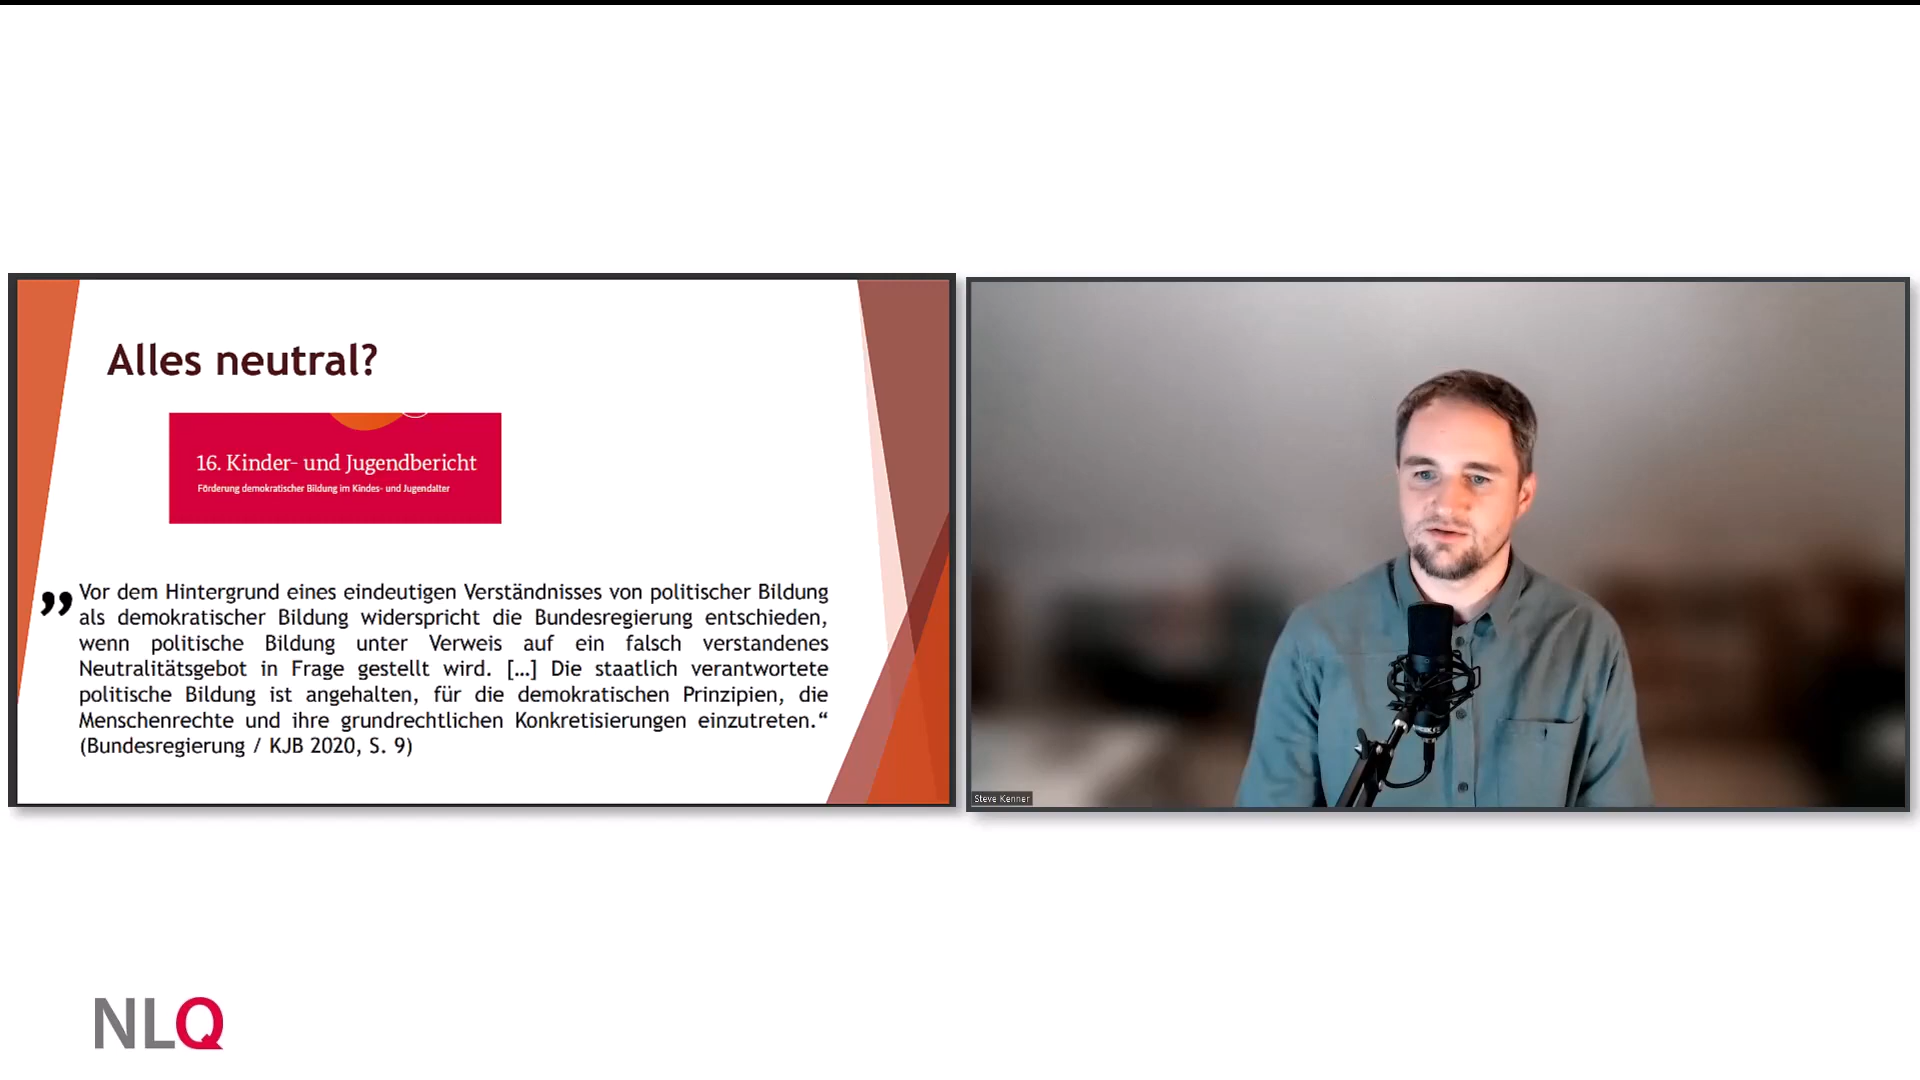 Alles neutral?
16. Kinder- und Jugendbericht
Förderung demokratischer Bildung im Kindes- und Jugendalter
” Vor dem Hintergrund eines eindeutigen Verständnisses von politischer Bildung
als demokratischer Bildung widerspricht die Bundesregierung entschieden,
wenn politische Bildung unter Verweis auf ein falsch verstandenes
Neutralitätsgebot in Frage gestellt wird. […] Die staatlich verantwortete
politische Bildung ist angehalten, für die demokratischen Prinzipien, die
Menschenrechte und ihre grundrechtlichen Konkretisierungen einzutreten.“
(Bundesregierung / KJB 2020, S. 9)
Steve Kenner
NLQ